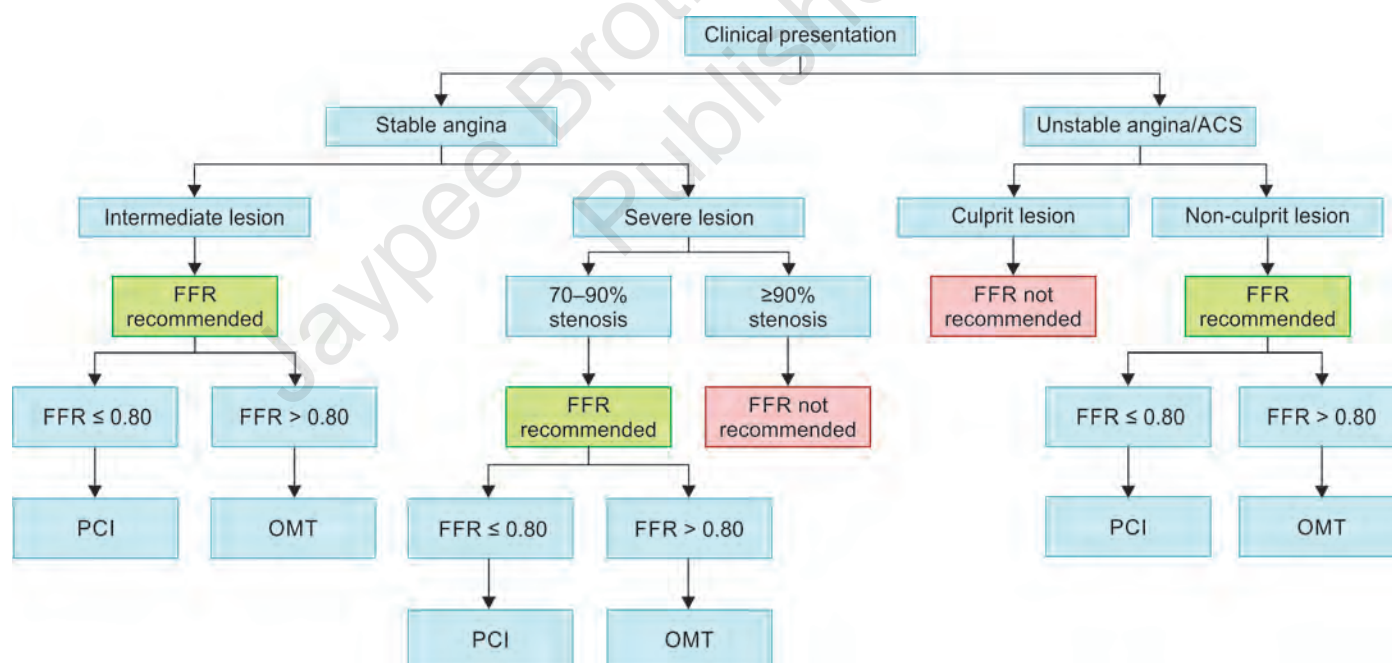 Clinical presentation
Stable angina
Unstable angina/ACS
Intermediate lesion
Severe lesion
Culprit lesion
Non-culprit lesion
FFR
recommended
70–90%
stenosis
≥90%
stenosis
FFR not
recommended
FFR
recommended
FFR ≤ 0.80
FFR > 0.80
FFR
recommended
FFR not
recommended
FFR ≤ 0.80
FFR > 0.80
PCI
OMT
FFR ≤ 0.80
FFR > 0.80
PCI
OMT
PCI
OMT
Jaypee Brot
Publishe